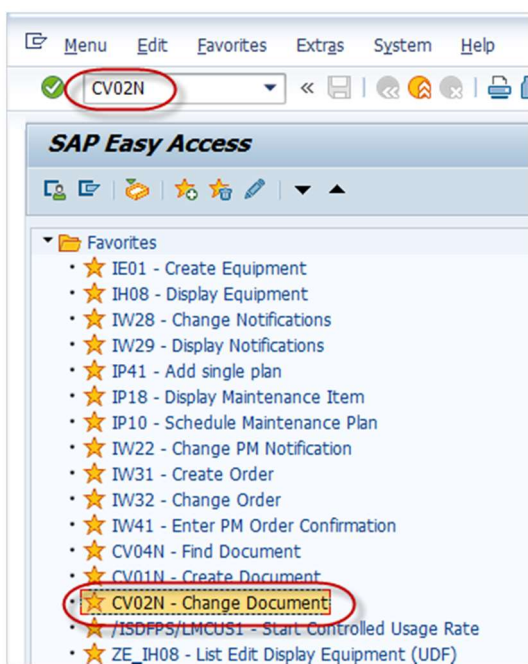 Menu Edit Favorites Extras System Help
CV02N
SAP Easy Access
Favorites
IE01 - Create Equipment
IH08 - Display Equipment
IW28 - Change Notifications
IW29 - Display Notifications
IP41 - Add single plan
IP18 - Display Maintenance Item
IP10 - Schedule Maintenance Plan
IW22 - Change PM Notification
IW31 - Create Order
IW32 - Change Order
IW41 - Enter PM Order Confirmation
CV04N - Find Document
CV01N - Create Document
CV02N - Change Document
/ISDFPS/LMCUS1 - Start Controlled Usage Rate
ZE_IH08 - List Edit Display Equipment (UDF)